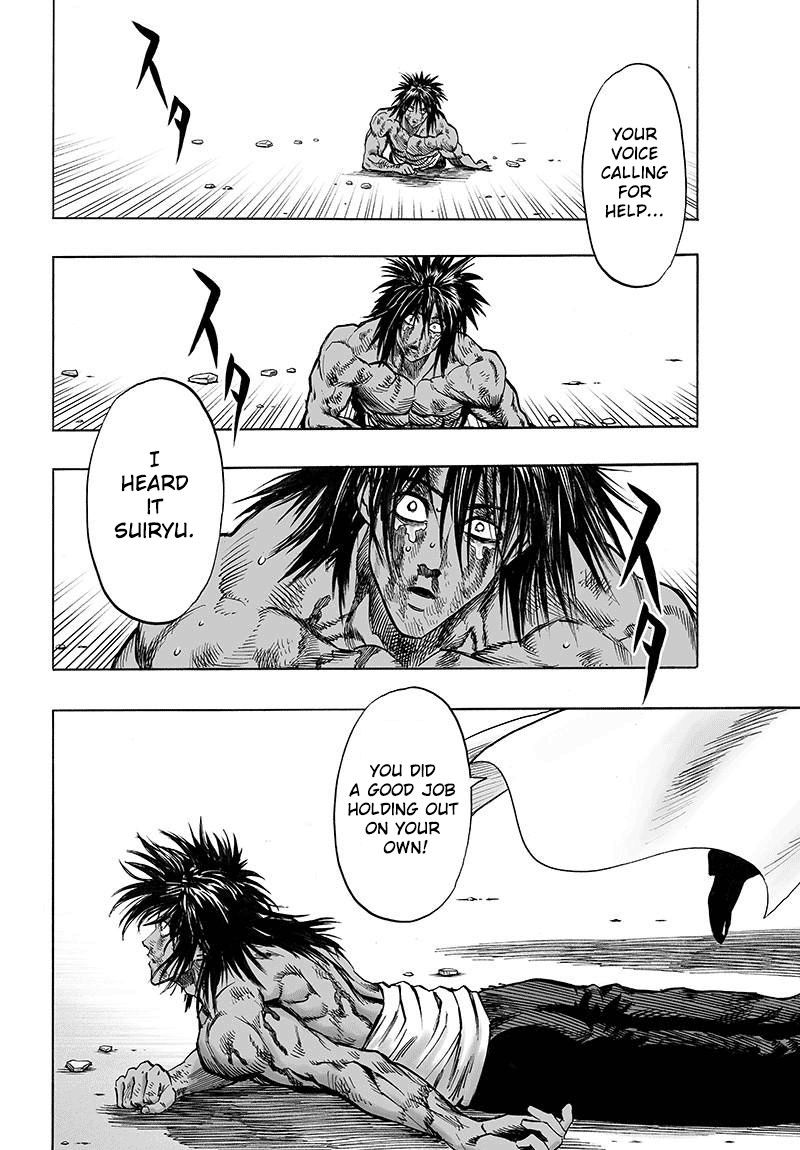 スタ
YOUR
VOICE
CALLING
FOR
HELP...
スタ
I
HEARD
IT
SUIRYU.
スタ
YOU DID
A GOOD JOB
HOLDING OUT
ON YOUR
OWN!